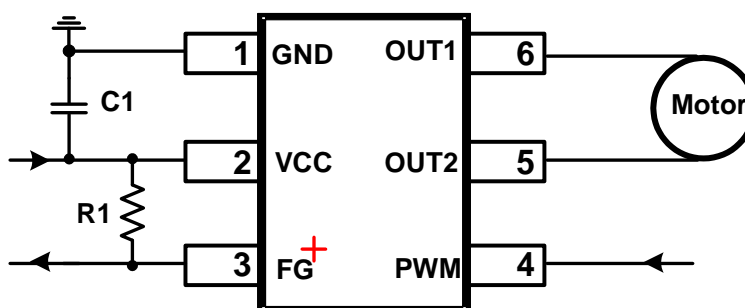 1 GND OUT1 6
C1
Motor
2 VCC OUT2 5
R1
3 FG PWM 4